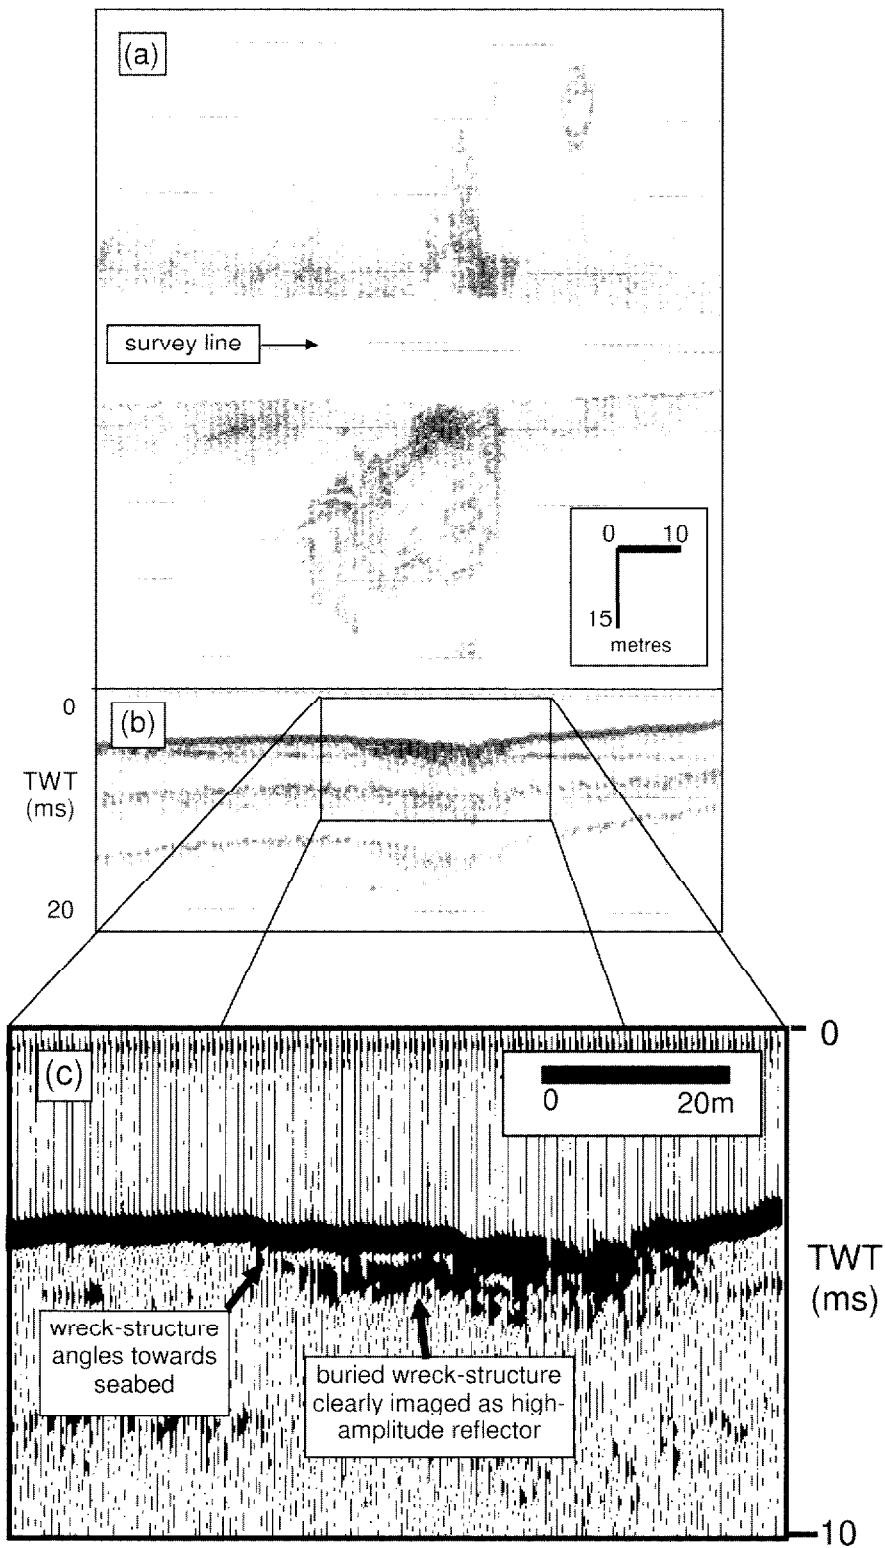 (a)
survey line
0 10
15
metres
0
(b)
TWT
(ms)
20
0
(c)
0 20m
TWT
(ms)
wreck-structure
angles towards
seabed
buried wreck-structure
clearly imaged as high-
amplitude reflector
10